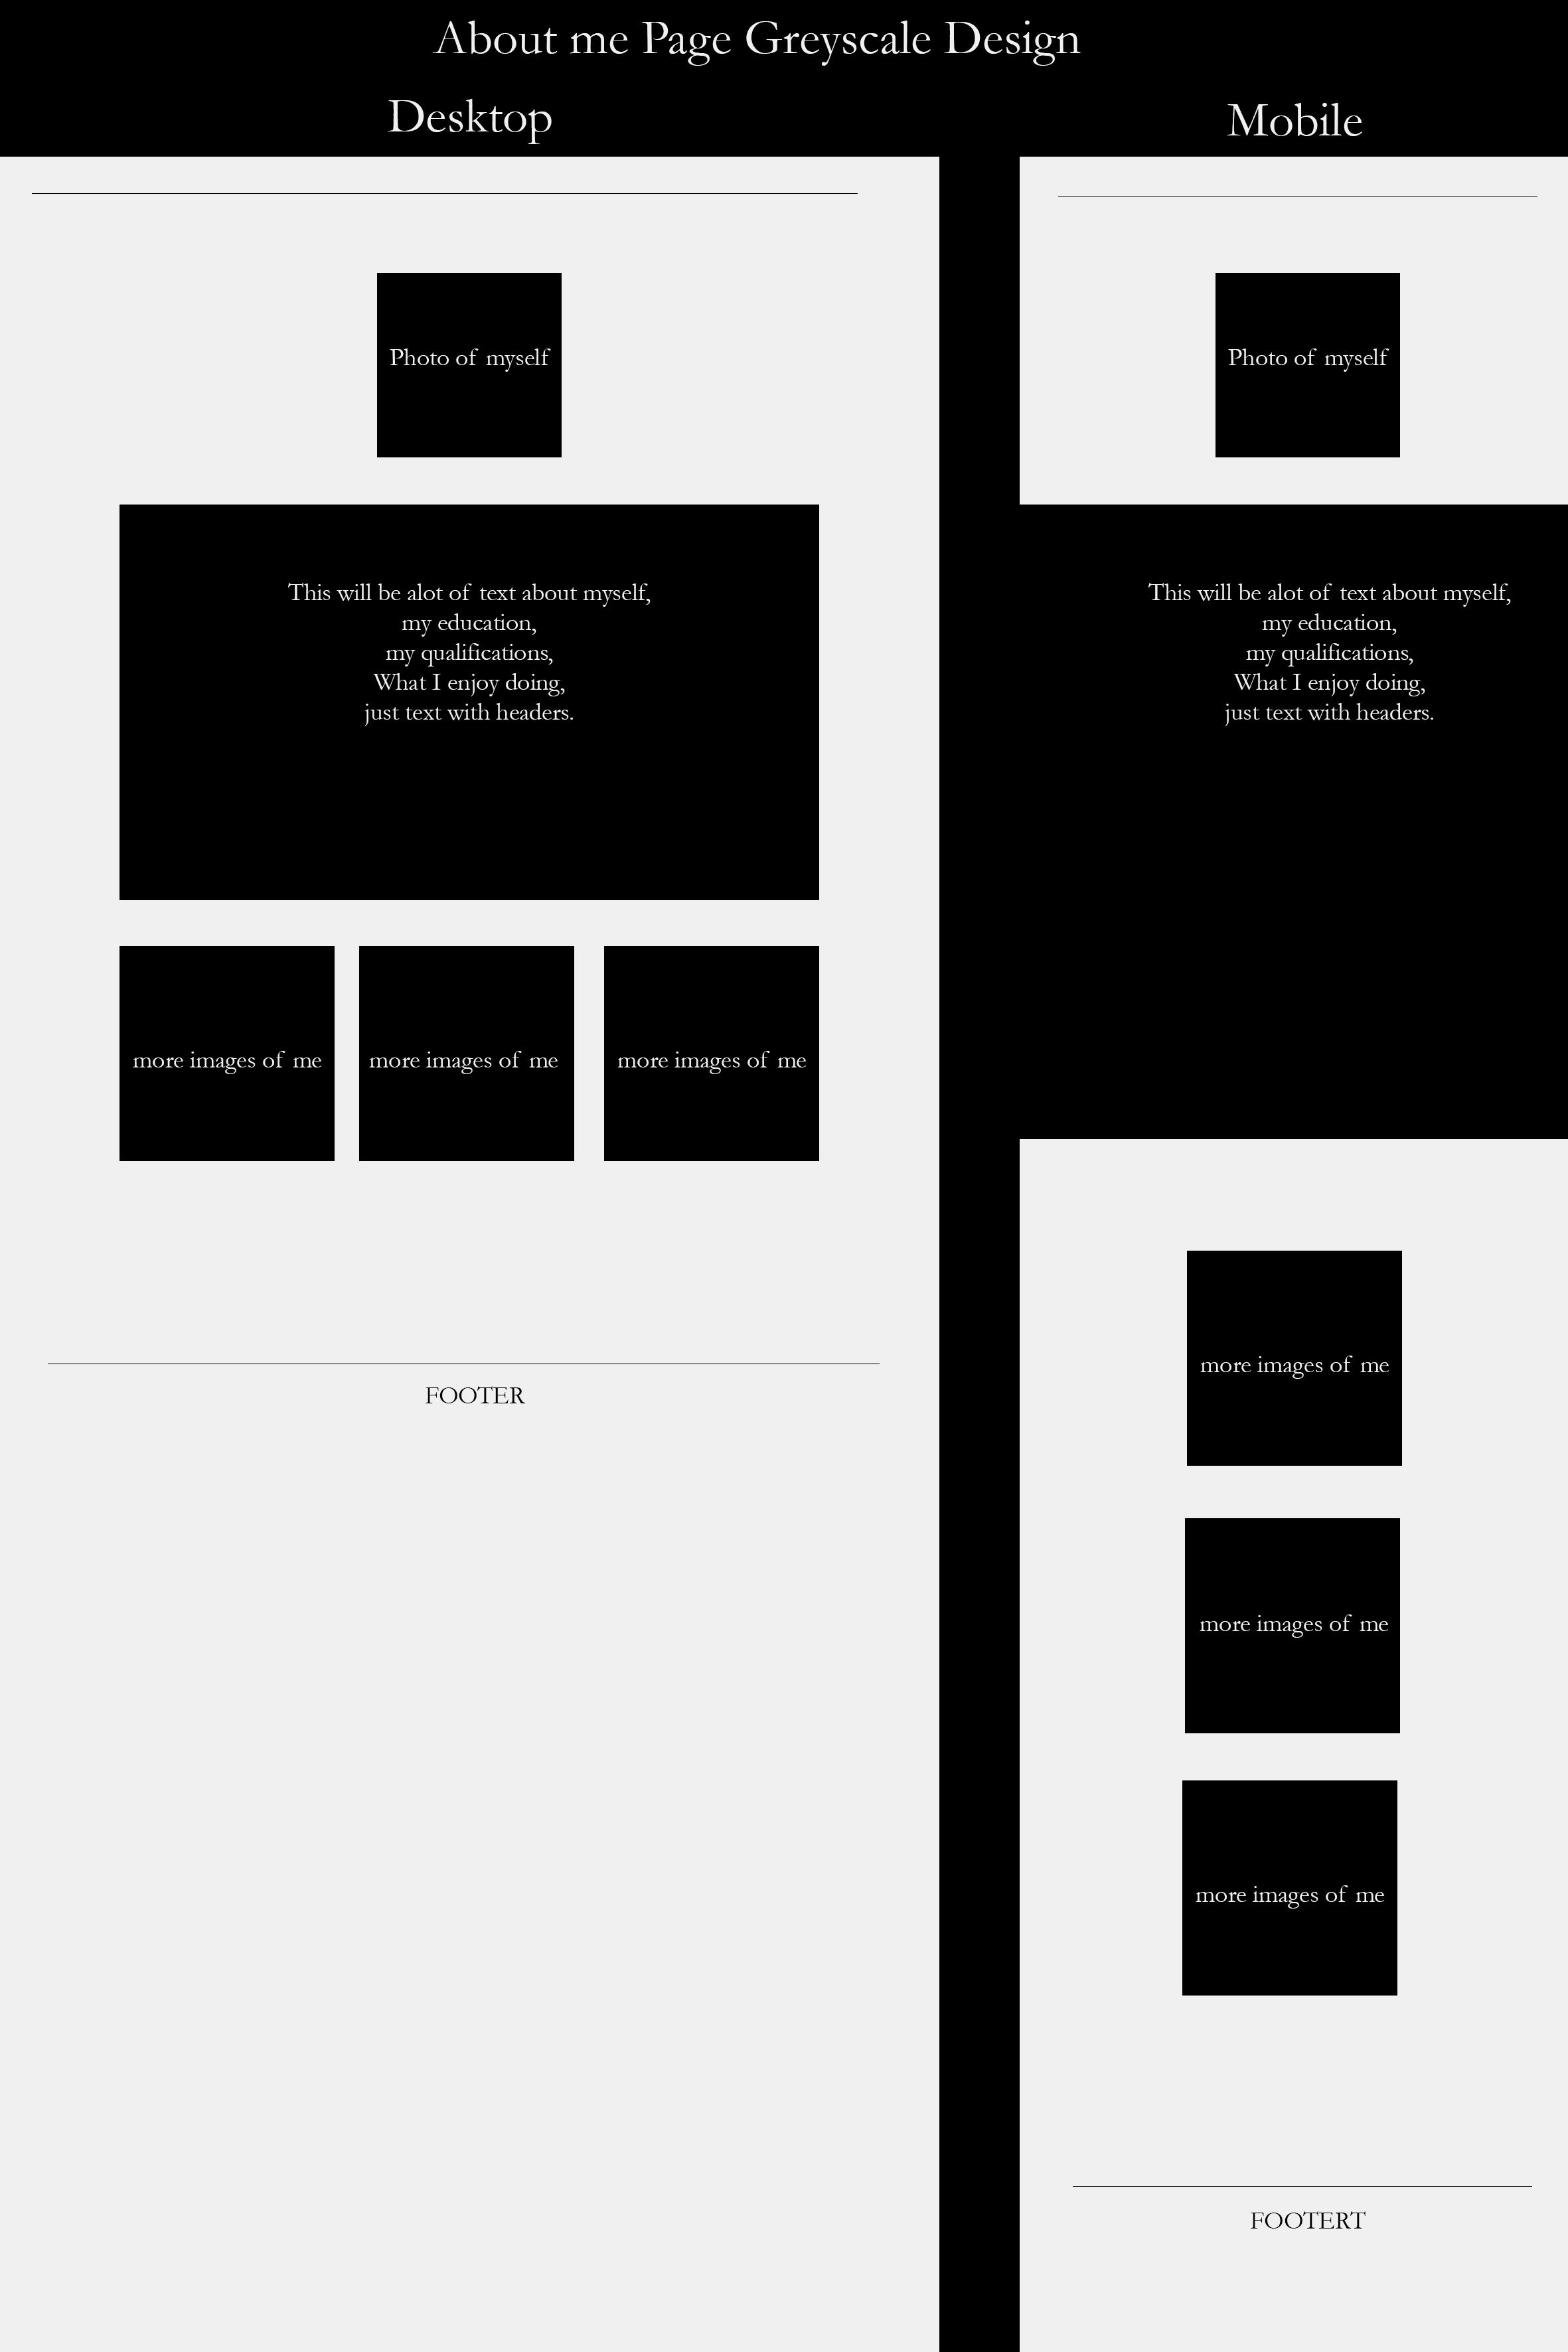 About me Page Greyscale Design
Desktop
Mobile
Photo of myself
This will be alot of text about myself,
my education,
my qualifications,
What I enjoy doing,
just text with headers.
more images of me
more images of me
more images of me
FOOTER
Photo of myself
This will be alot of text about myself,
my education,
my qualifications,
What I enjoy doing,
just text with headers.
more images of me
more images of me
more images of me
FOOTERT